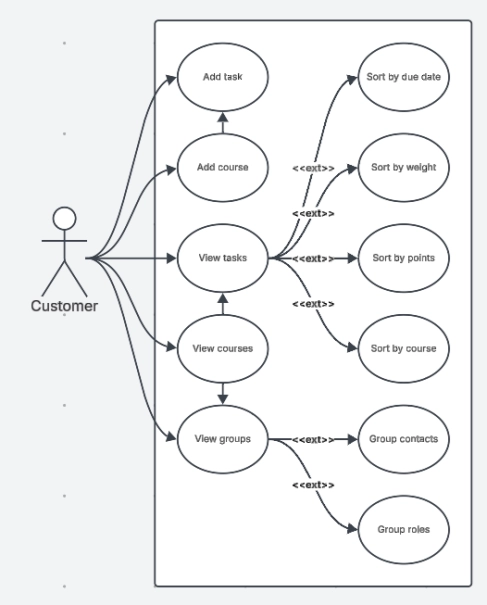 Add task
Sort by due date
Add course
<<ext>>
Sort by weight
<<ext>>
View tasks
<<ext>>
Sort by points
Customer
<<ext>>
View courses
Sort by course
View groups
<<ext>>
Group contacts
<<ext>>
Group roles